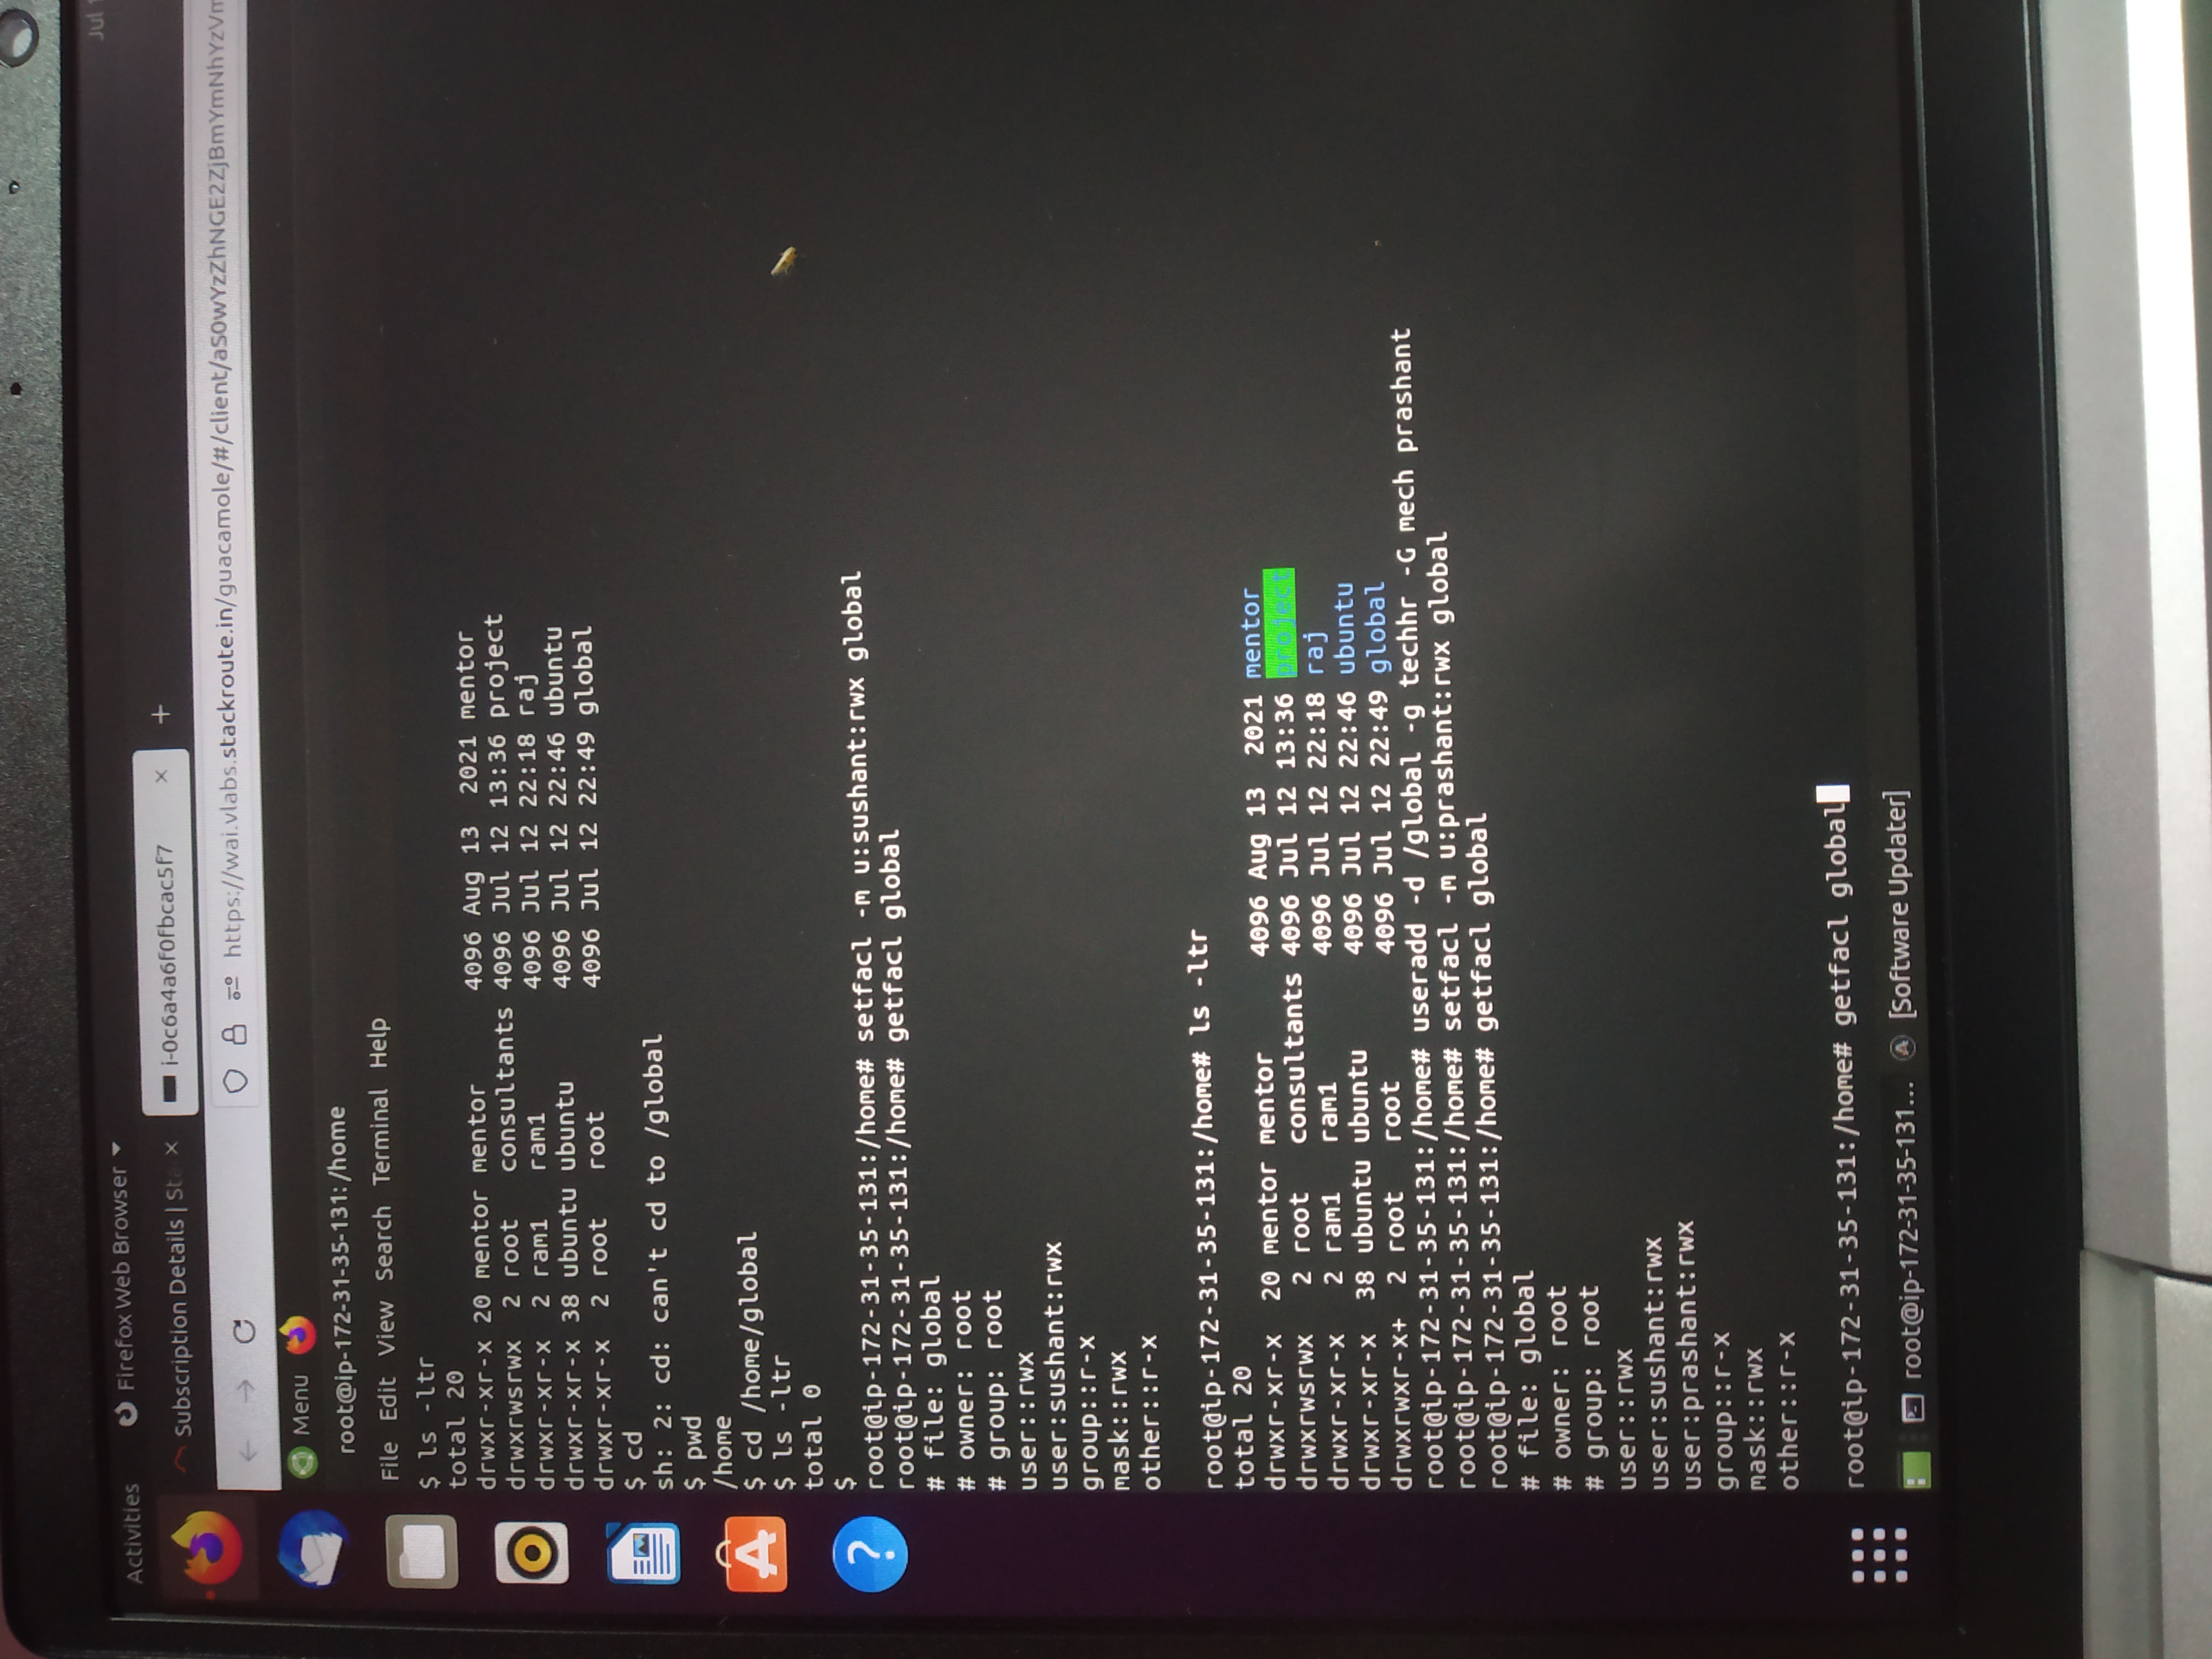 Jul
Activities Firefox Web Browser
Subscription Details | Sta × i-0c6a4a6f0fbcac5f7 × +
https://wai.vlabs.stackroute.in/guacamole/#/client/aS0wYzZhNGE2ZjBmYmNhYzVm
Menu
root@ip-172-31-35-131: /home
File Edit View Search Terminal Help
$ ls -ltr
total 20
drwxr-xr-x 20 mentor mentor 4096 Aug 13 2021 mentor
drwxrwsrwx 2 root consultants 4096 Jul 12 13:36 project
drwxr-xr-x 2 ram1 ram1 4096 Jul 12 22:18 raj
drwxr-xr-x 38 ubuntu ubuntu 4096 Jul 12 22:46 ubuntu
drwxr-xr-x 2 root root 4096 Jul 12 22:49 global
$ cd
sh: 2: cd: can't cd to /global
$ pwd
/home
$ cd /home/global
$ ls -ltr
total 0
$
root@ip-172-31-35-131:/home# setfacl -m u:sushant:rwx global
root@ip-172-31-35-131:/home# getfacl global
# file: global
# owner: root
# group: root
user::rwx
user:sushant:rwx
group::r-x
mask::rwx
other::r-x
root@ip-172-31-35-131:/home# ls -ltr
total 20
drwxr-xr-x 20 mentor mentor 4096 Aug 13 2021 mentor
drwxrwsrwx 2 root consultants 4096 Jul 12 13:36 project
drwxr-xr-x 2 ram1 ram1 4096 Jul 12 22:18 raj
drwxr-xr-x 38 ubuntu ubuntu 4096 Jul 12 22:46 ubuntu
drwxrwxr-x+ 2 root root 4096 Jul 12 22:49 global
root@ip-172-31-35-131:/home# useradd -d /global -g techhr -G mech prashant
root@ip-172-31-35-131:/home# setfacl -m u:prashant:rwx global
root@ip-172-31-35-131:/home# getfacl global
# file: global
# owner: root
# group: root
user::rwx
user:sushant:rwx
user:prashant:rwx
group::r-x
mask::rwx
other::r-x
root@ip-172-31-35-131:/home# getfacl global
root@ip-172-31-35-131... [Software Updater]